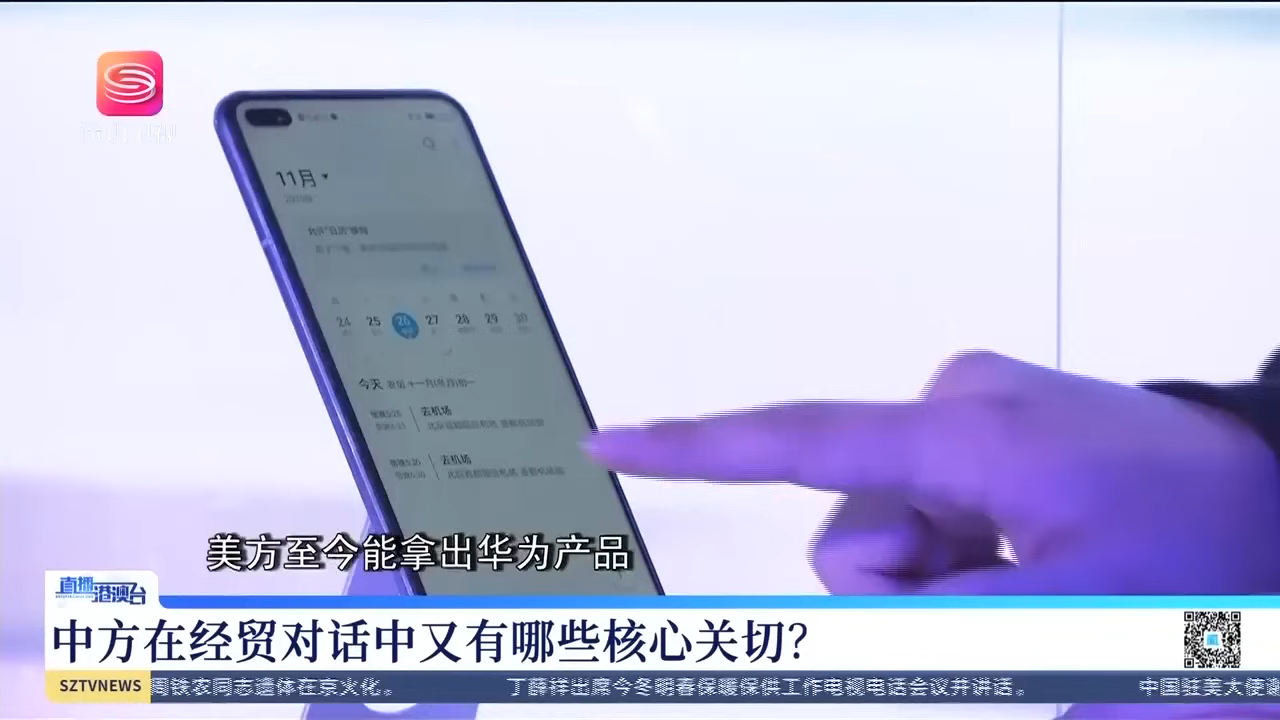 11月
24 25 26 27 28 29 30
今天
去机场
去机场
美方至今能拿出华为产品
直播港澳台
中方在经贸对话中又有哪些核心关切?
SZTVNEWS
周铁农同志遗体在京火化。 丁薛祥出席今冬明春保暖保供工作电视电话会议并讲话。 中国驻美大使谢